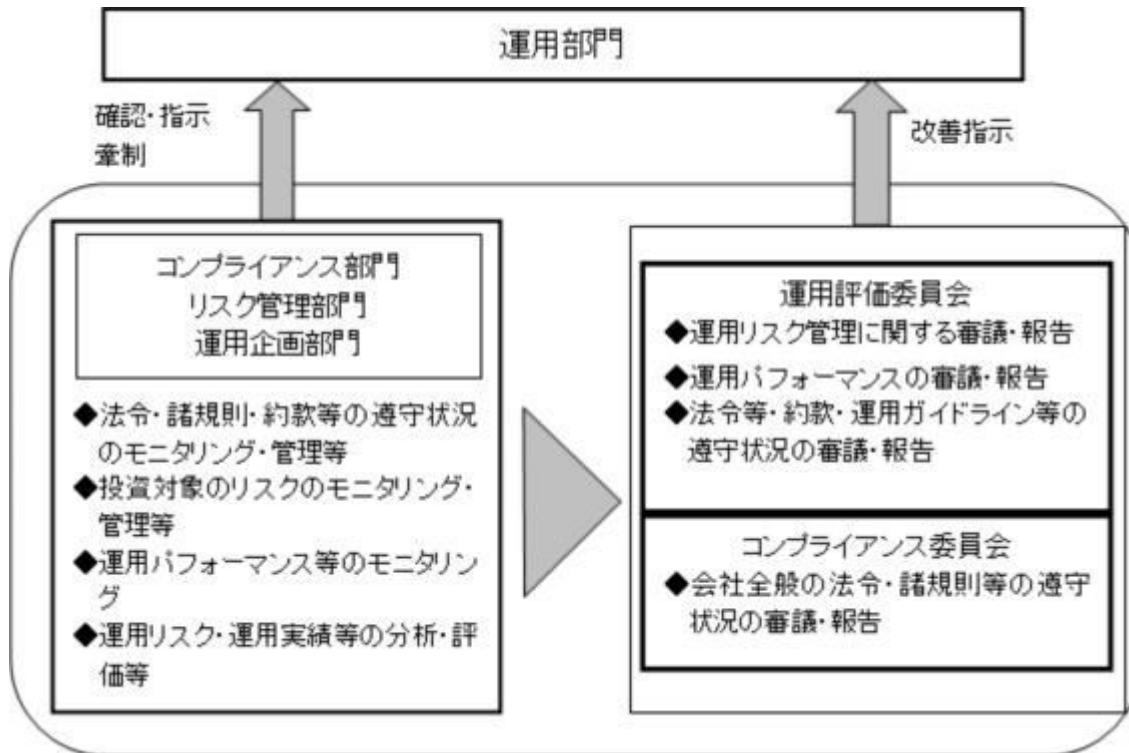 運用部門
確認・指示
牽制
改善指示
コンプライアンス部門
リスク管理部門
運用企画部門
◆法令・諸規則・約款等の遵守状況
のモニタリング・管理等
◆投資対象のリスクのモニタリング・
管理等
◆運用パフォーマンス等のモニタリン
グ
◆運用リスク・運用実績等の分析・評
価等
運用評価委員会
◆運用リスク管理に関する審議・報告
◆運用パフォーマンスの審議・報告
◆法令等・約款・運用ガイドライン等の
遵守状況の審議・報告
コンプライアンス委員会
◆会社全般の法令・諸規則等の遵守
状況の審議・報告